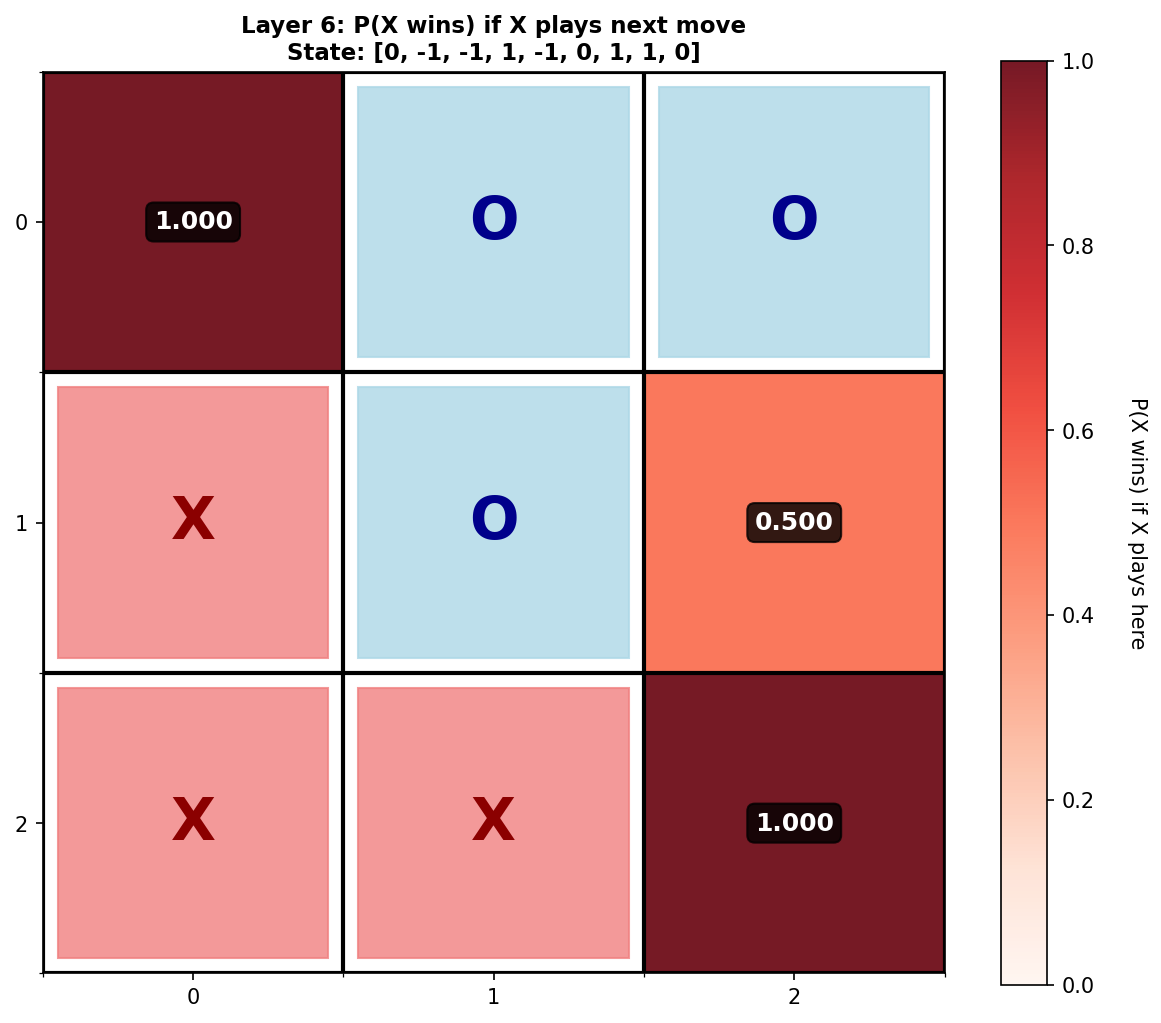 Layer 6: P(X wins) if X plays next move
State: [0, -1, -1, 1, -1, 0, 1, 1, 0]
1.000
O
O
X
O
0.500
X
X
1.000
0
1
2
0
1
2
1.0
0.8
0.6
0.4
0.2
0.0
P(X wins) if X plays here